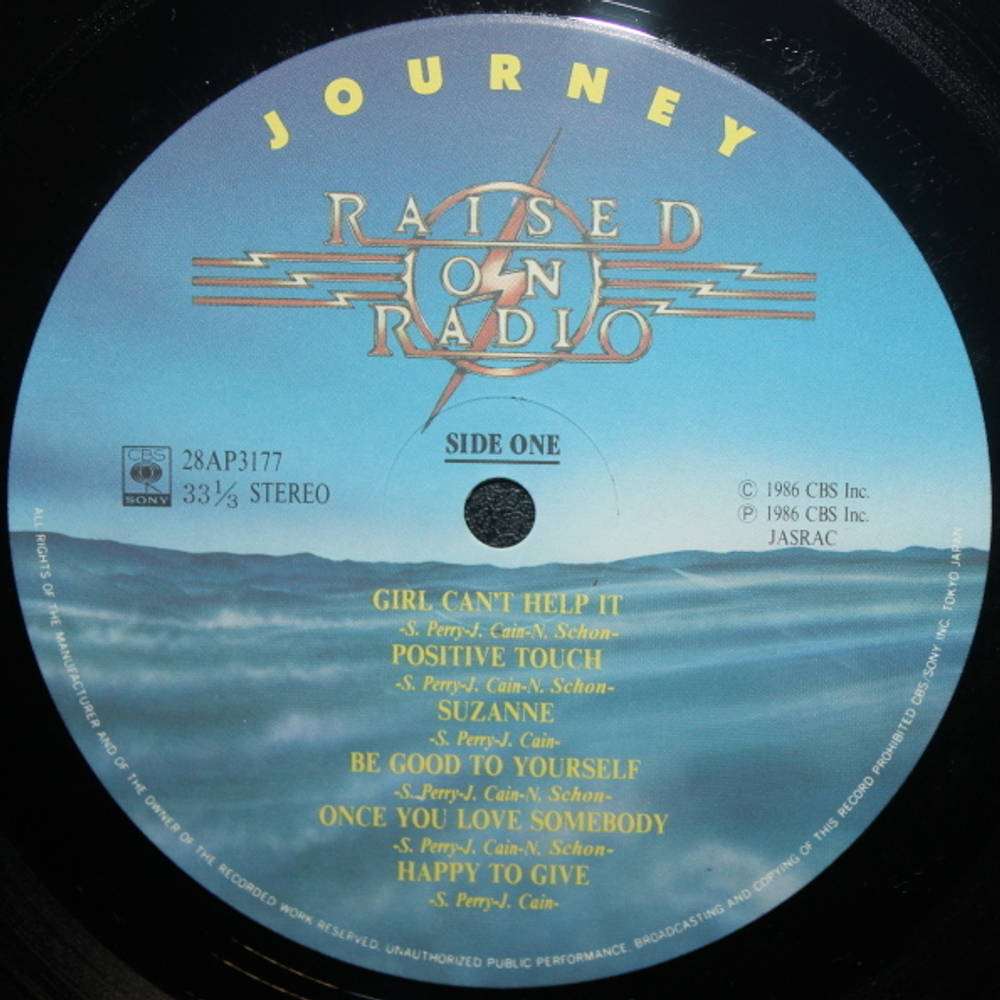 JOURNEY
RAISED
ON
RADIO
SIDE ONE
CBS
SONY
28AP3177
33⅓ STEREO
© 1986 CBS Inc.
℗ 1986 CBS Inc.
JASRAC
GIRL CAN'T HELP IT
-S. Perry-J. Cain-N. Schon-
POSITIVE TOUCH
-S. Perry-J. Cain-N. Schon-
SUZANNE
-S. Perry-J. Cain-
BE GOOD TO YOURSELF
-S. Perry-J. Cain-N. Schon-
ONCE YOU LOVE SOMEBODY
-S. Perry-J. Cain-N. Schon-
HAPPY TO GIVE
-S. Perry-J. Cain-
ALL RIGHTS OF THE MANUFACTURER AND OF THE OWNER OF THE RECORDED WORK RESERVED. UNAUTHORIZED PUBLIC PERFORMANCE. BROADCASTING AND COPYING OF THIS RECORD PROHIBITED CBS/SONY INC. TOKYO JAPAN